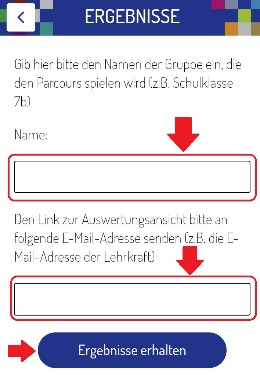 ERGEBNISSE
Gib hier bitte den Namen der Gruppe ein, die
den Parcours spielen wird (z.B. Schulklasse
7b)
Name:
Den Link zur Auswertungsansicht bitte an
folgende E-Mail-Adresse senden (z.B. die E-
Mail-Adresse der Lehrkraft)
Ergebnisse erhalten